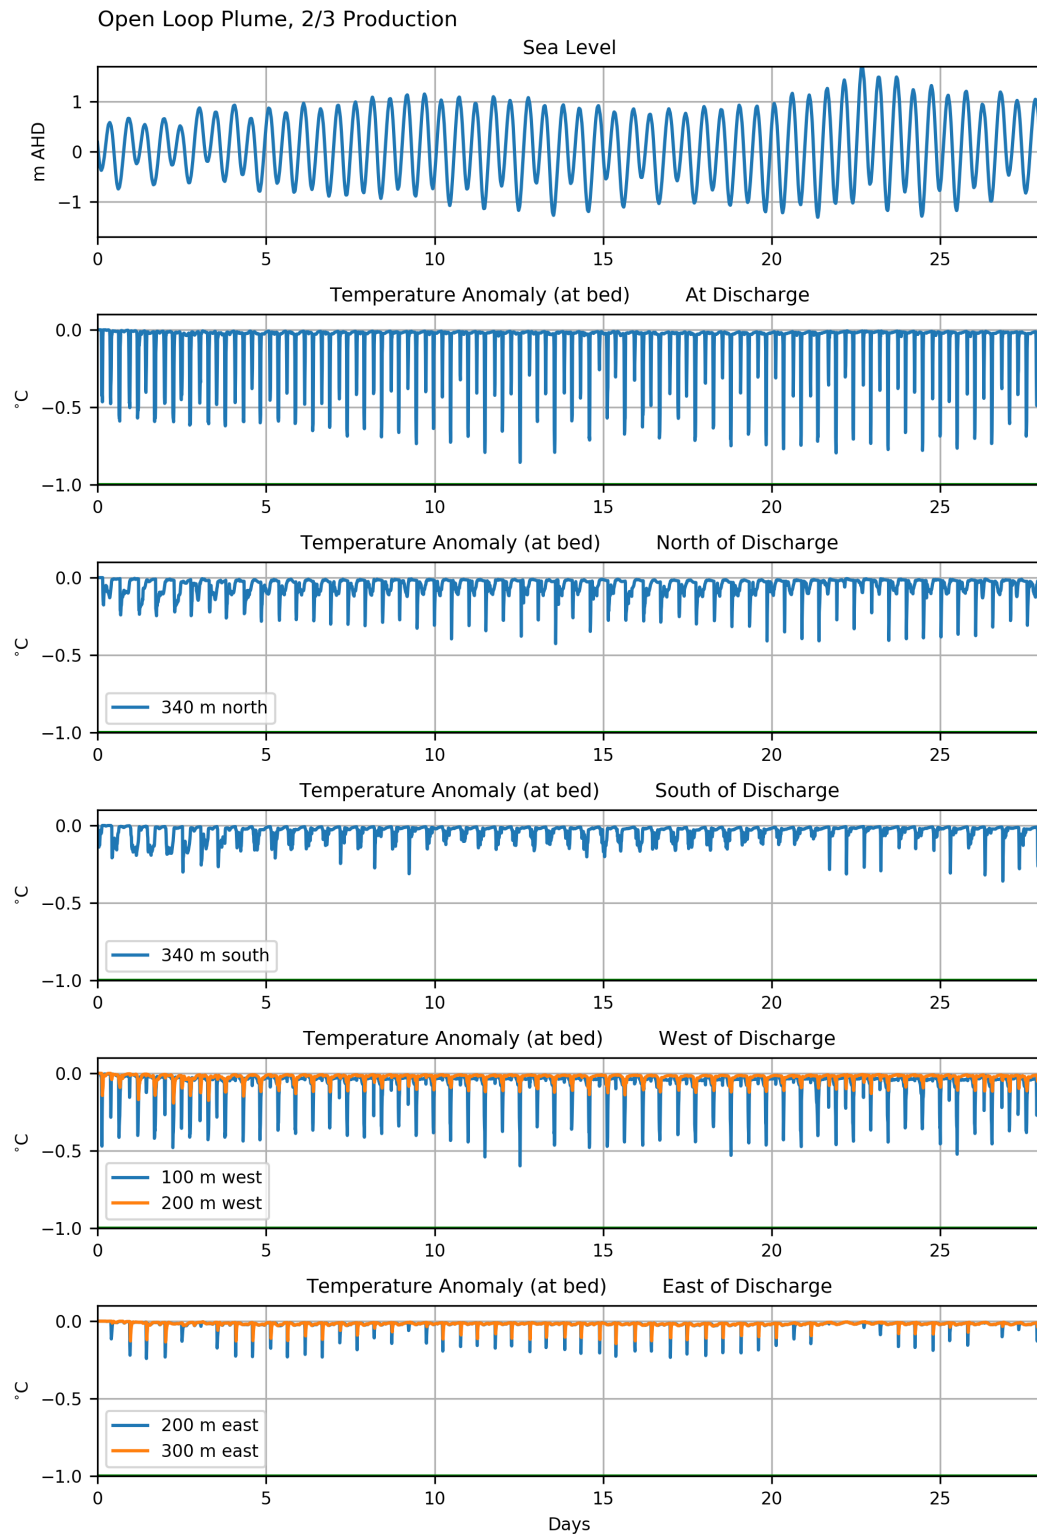 Open Loop Plume, 2/3 Production
Sea Level
m AHD
1
0
−1
0 5 10 15 20 25
Temperature Anomaly (at bed) At Discharge
°C
0.0
−0.5
−1.0
0 5 10 15 20 25
Temperature Anomaly (at bed) North of Discharge
°C
0.0
−0.5
−1.0
340 m north
0 5 10 15 20 25
Temperature Anomaly (at bed) South of Discharge
°C
0.0
−0.5
−1.0
340 m south
0 5 10 15 20 25
Temperature Anomaly (at bed) West of Discharge
°C
0.0
−0.5
−1.0
100 m west
200 m west
0 5 10 15 20 25
Temperature Anomaly (at bed) East of Discharge
°C
0.0
−0.5
−1.0
200 m east
300 m east
0 5 10 15 20 25
Days